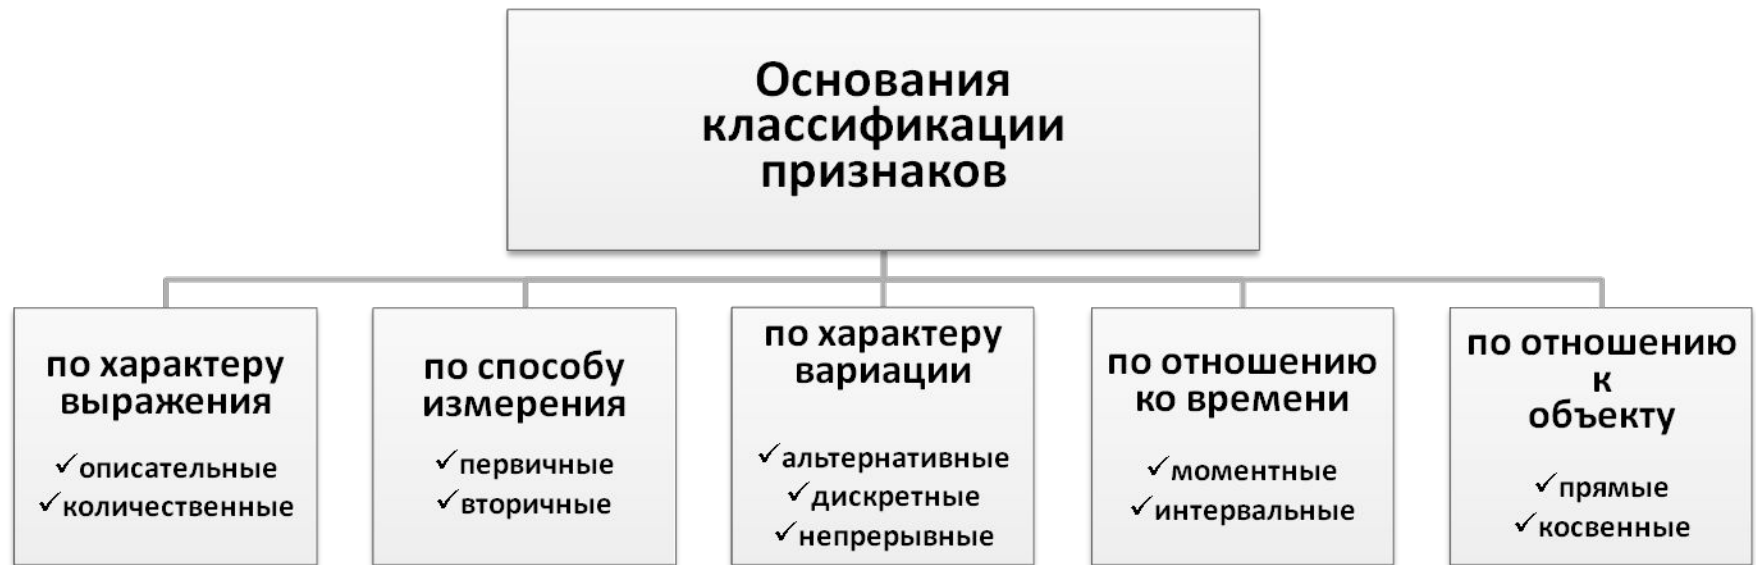 Основания
классификации
признаков
по характеру
выражения
✓описательные
✓количественные
по способу
измерения
✓первичные
✓вторичные
по характеру
вариации
✓альтернативные
✓дискретные
✓непрерывные
по отношению
ко времени
✓моментные
✓интервальные
по отношению
к
объекту
✓прямые
✓косвенные